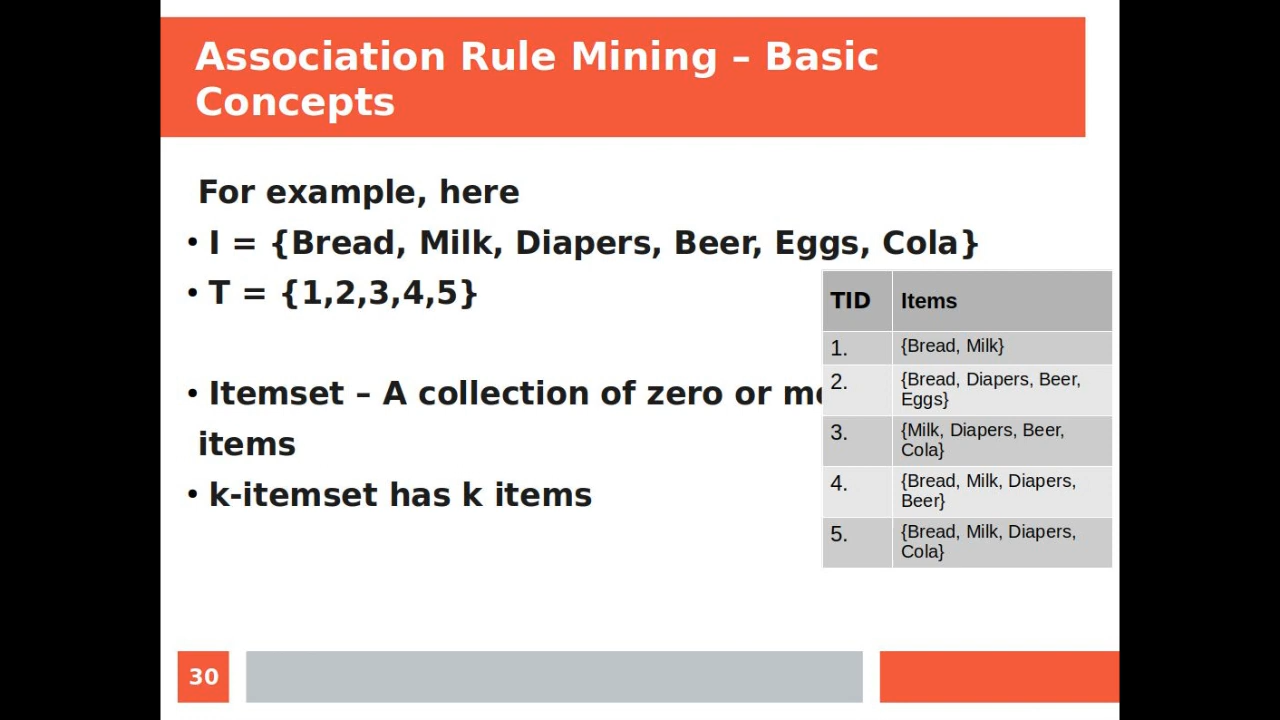 Association Rule Mining – Basic
Concepts
For example, here
• I = {Bread, Milk, Diapers, Beer, Eggs, Cola}
• T = {1,2,3,4,5}
• Itemset – A collection of zero or
items
• k-itemset has k items
TID Items
1. {Bread, Milk}
2. {Bread, Diapers, Beer,
Eggs}
3. {Milk, Diapers, Beer,
Cola}
4. {Bread, Milk, Diapers,
Beer}
5. {Bread, Milk, Diapers,
Cola}
30